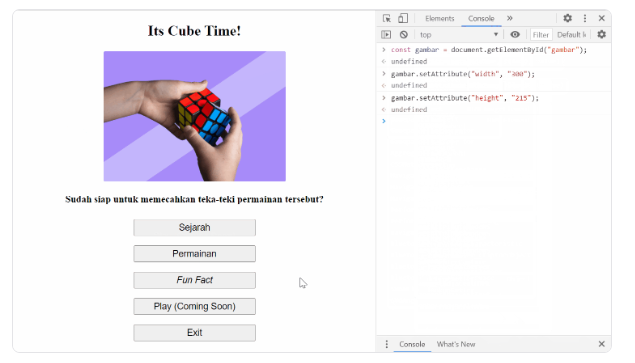 Its Cube Time!
Sudah siap untuk memecahkan teka-teki permainan tersebut?
Sejarah
Permainan
Fun Fact
Play (Coming Soon)
Exit
Elements Console »
top Filter Default l
> const gambar = document.getElementById("gambar");
undefined
> gambar.setAttribute("width", "300");
undefined
> gambar.setAttribute("height", "215");
undefined
>
Console What's New